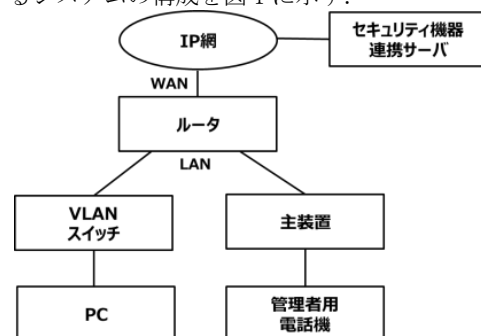 るシステムの構成を図1に示す.
IP網
セキュリティ機器
連携サーバ
WAN
ルータ
LAN
VLAN
スイッチ
主装置
PC
管理者用
電話機